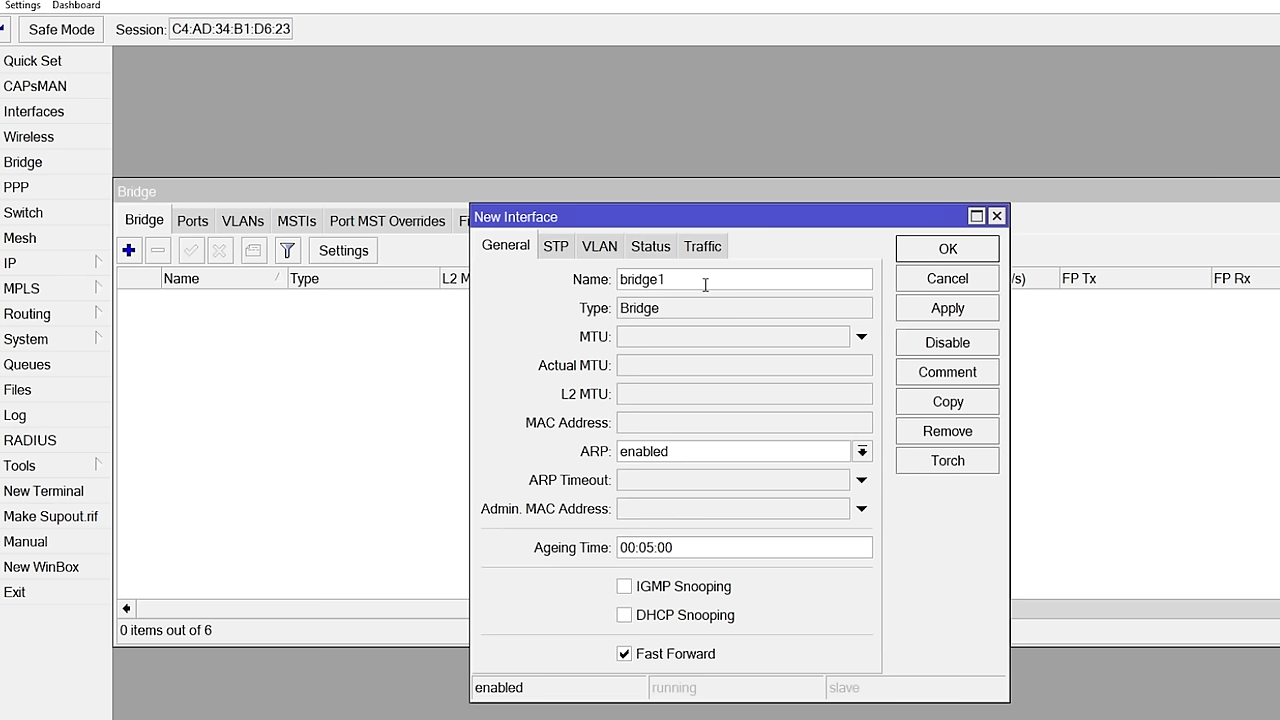 Settings Dashboard
Safe Mode Session: C4:AD:34:B1:D6:23
Quick Set
CAPsMAN
Interfaces
Wireless
Bridge
PPP
Switch
Mesh
IP
MPLS
Routing
System
Queues
Files
Log
RADIUS
Tools
New Terminal
Make Supout.rif
Manual
New WinBox
Exit
Bridge
Bridge Ports VLANs MSTIs Port MST Overrides
Settings
Name Type L2 M /s) FP Tx FP Rx
0 items out of 6
New Interface
General STP VLAN Status Traffic
Name: bridge1
Type: Bridge
MTU:
Actual MTU:
L2 MTU:
MAC Address:
ARP: enabled
ARP Timeout:
Admin. MAC Address:
Ageing Time: 00:05:00
IGMP Snooping
DHCP Snooping
Fast Forward
OK
Cancel
Apply
Disable
Comment
Copy
Remove
Torch
enabled running slave